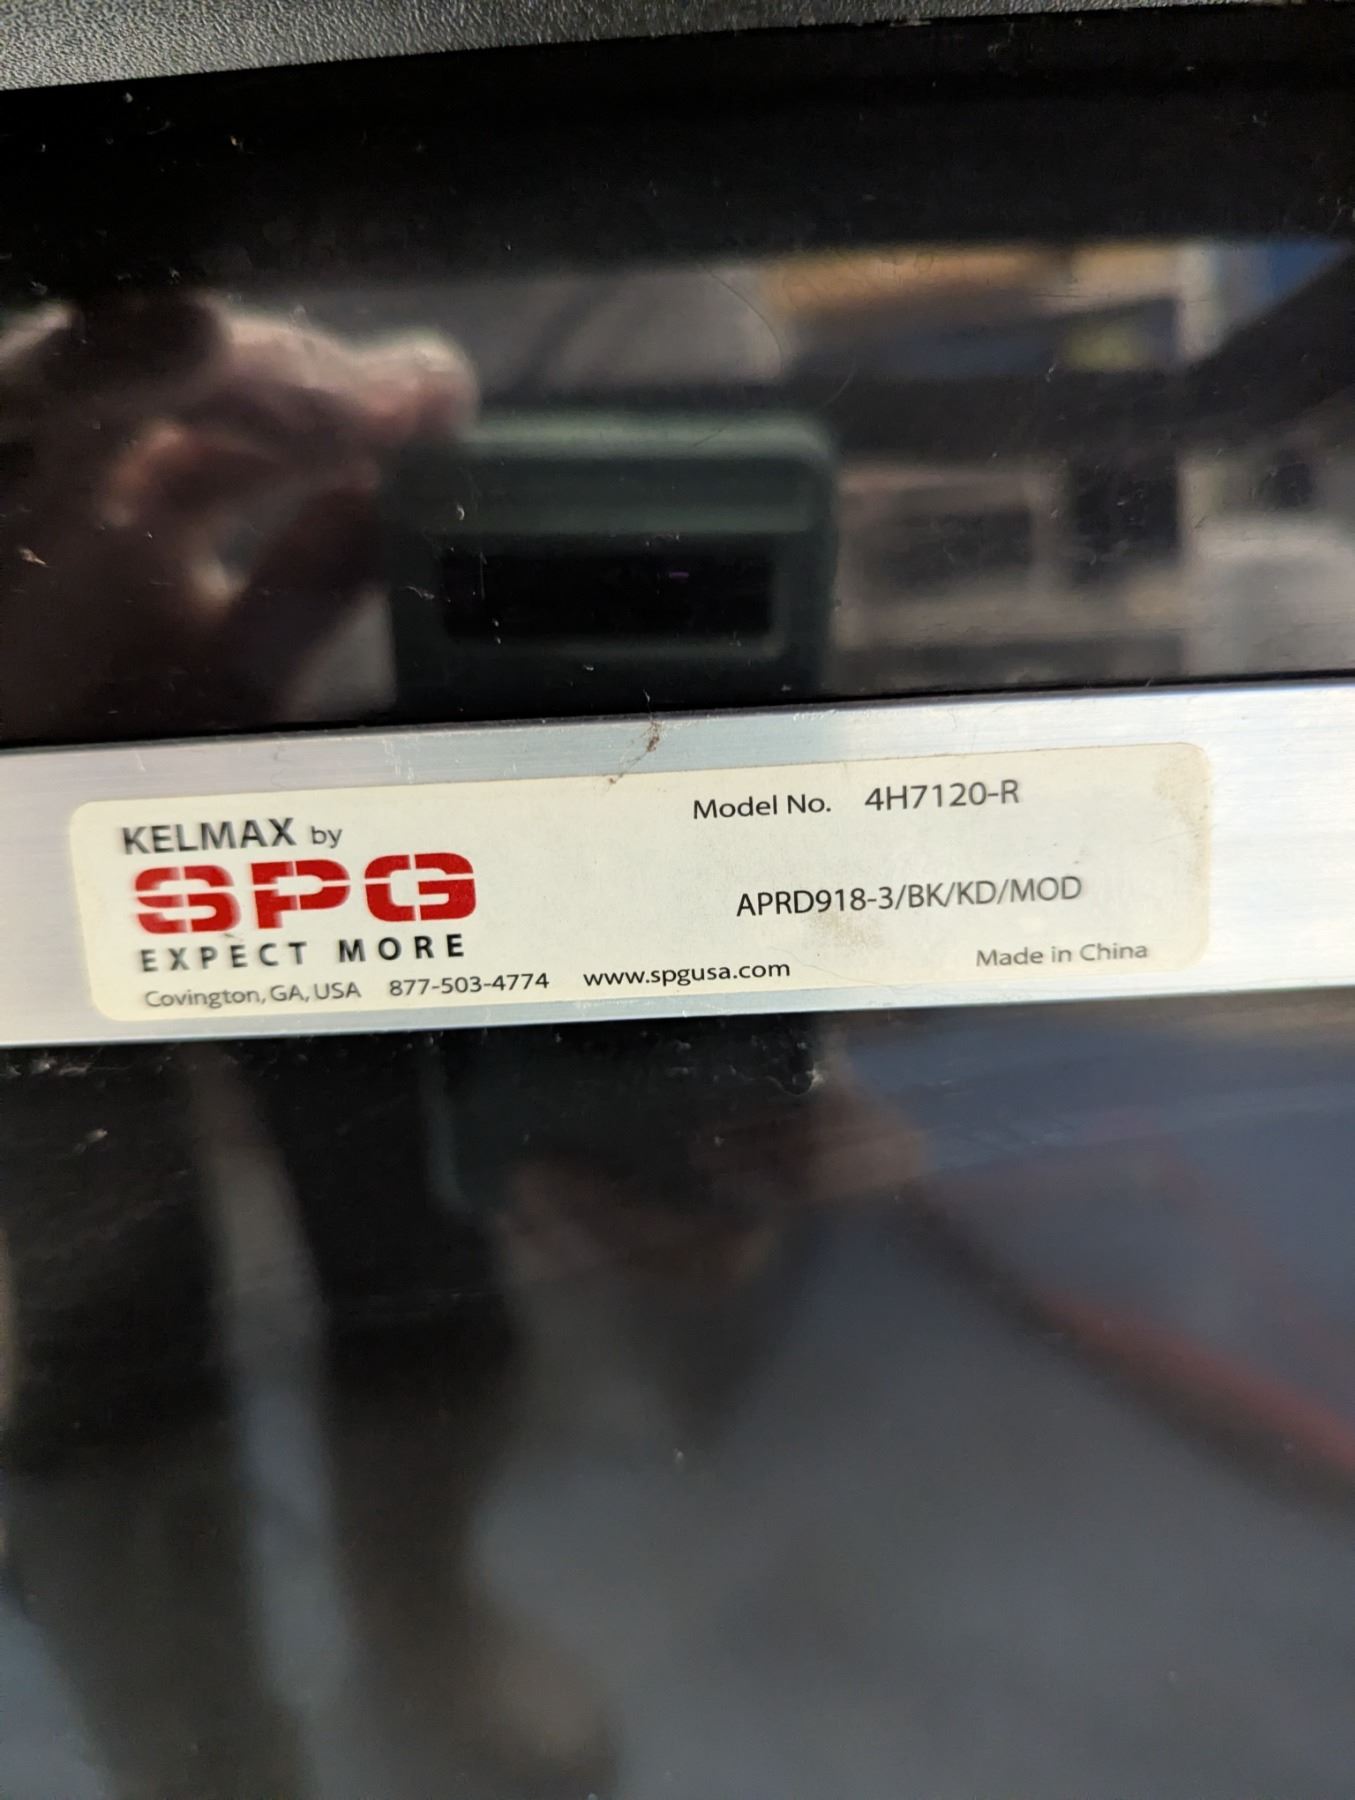 KELMAX by
SPG
EXPECT MORE
Covington, GA, USA 877-503-4774 www.spgusa.com
Model No. 4H7120-R
APRD918-3/BK/KD/MOD
Made in China